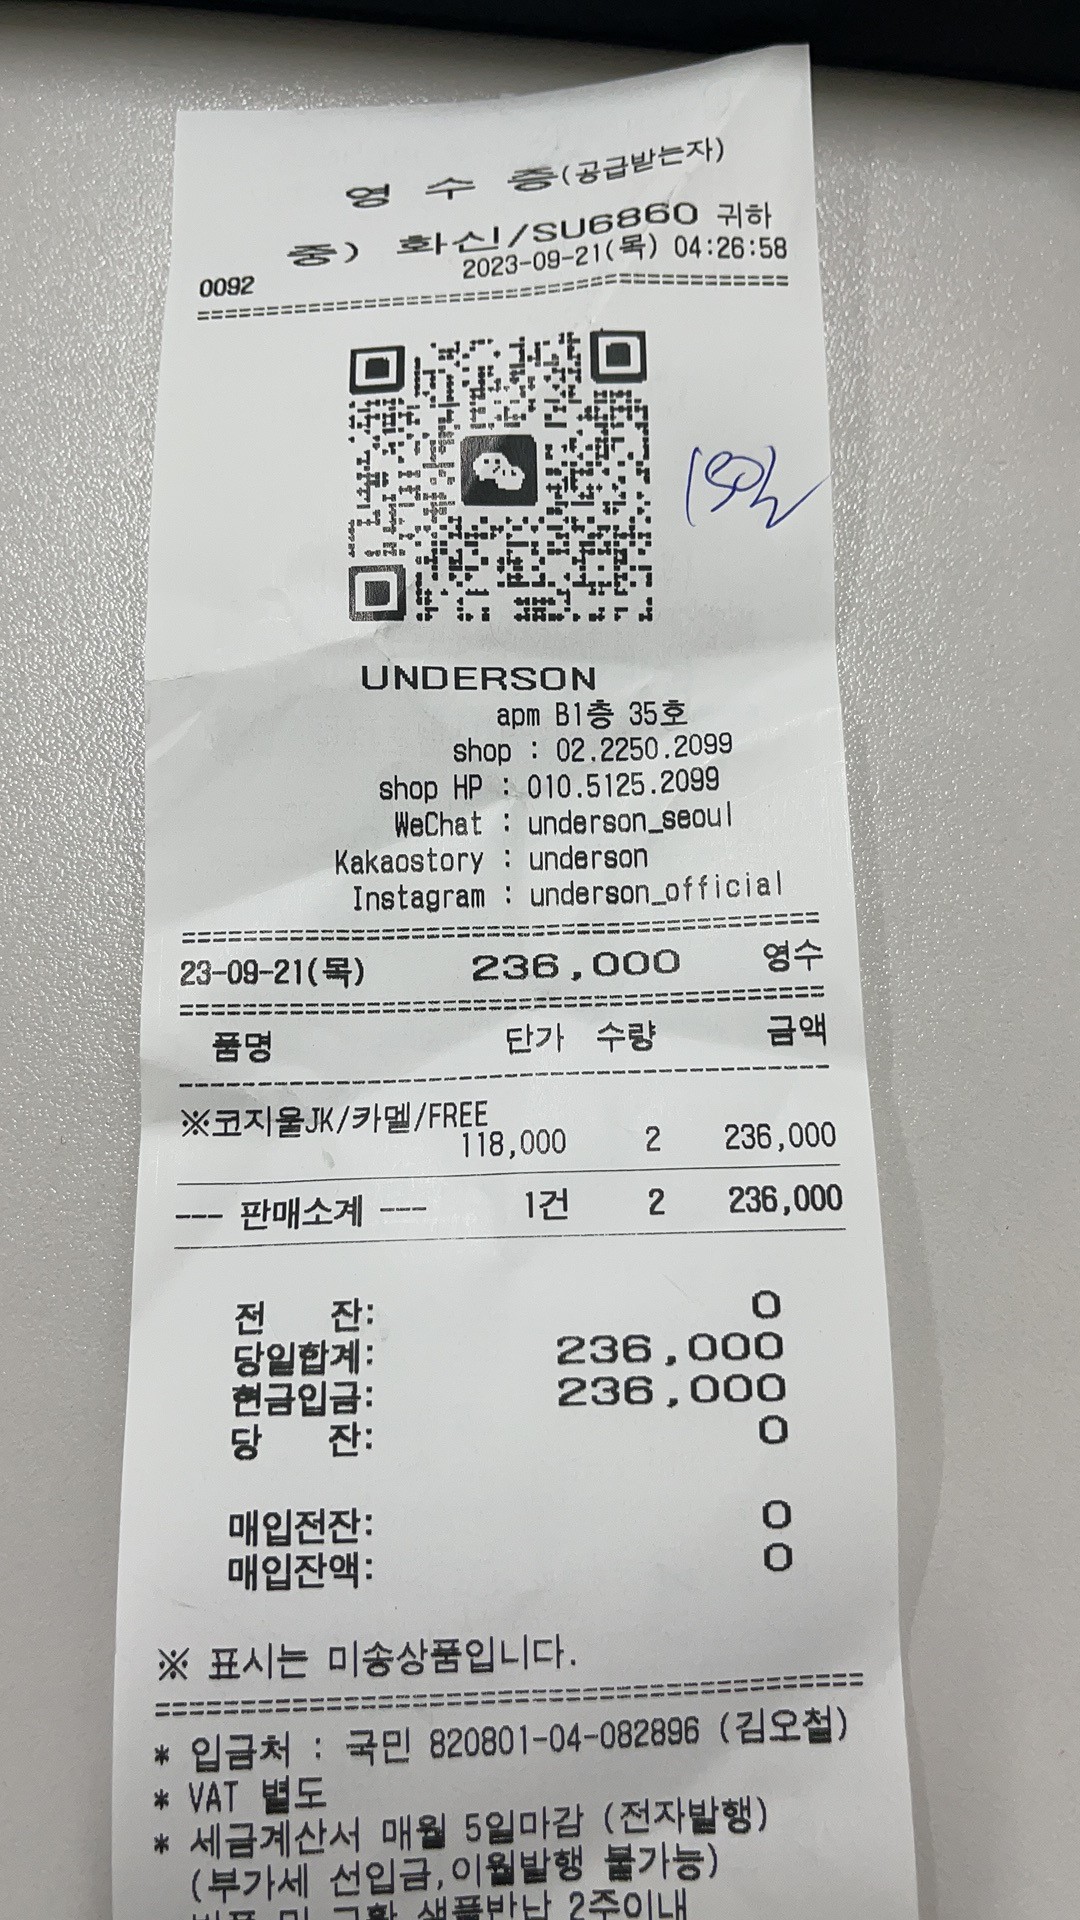 영 수 증(공급받는자)
중) 화신/SU6860 귀하
0092 2023-09-21(목) 04:26:58
UNDERSON
apm B1층 35호
shop : 02.2250.2099
shop HP : 010.5125.2099
WeChat : underson_seoul
Kakaostory : underson
Instagram : underson_official
23-09-21(목) 236,000 영수
품명 단가 수량 금액
※코지울JK/카멜/FREE
118,000 2 236,000
--- 판매소계 --- 1건 2 236,000
전 잔: 0
당일합계: 236,000
현금입금: 236,000
당 잔: 0
매입전잔: 0
매입잔액: 0
※ 표시는 미송상품입니다.
* 입금처 : 국민 820801-04-082896 (김오철)
* VAT 별도
* 세금계산서 매월 5일마감 (전자발행)
(부가세 선입금,이월발행 불가능)
샘플반납 2주이내